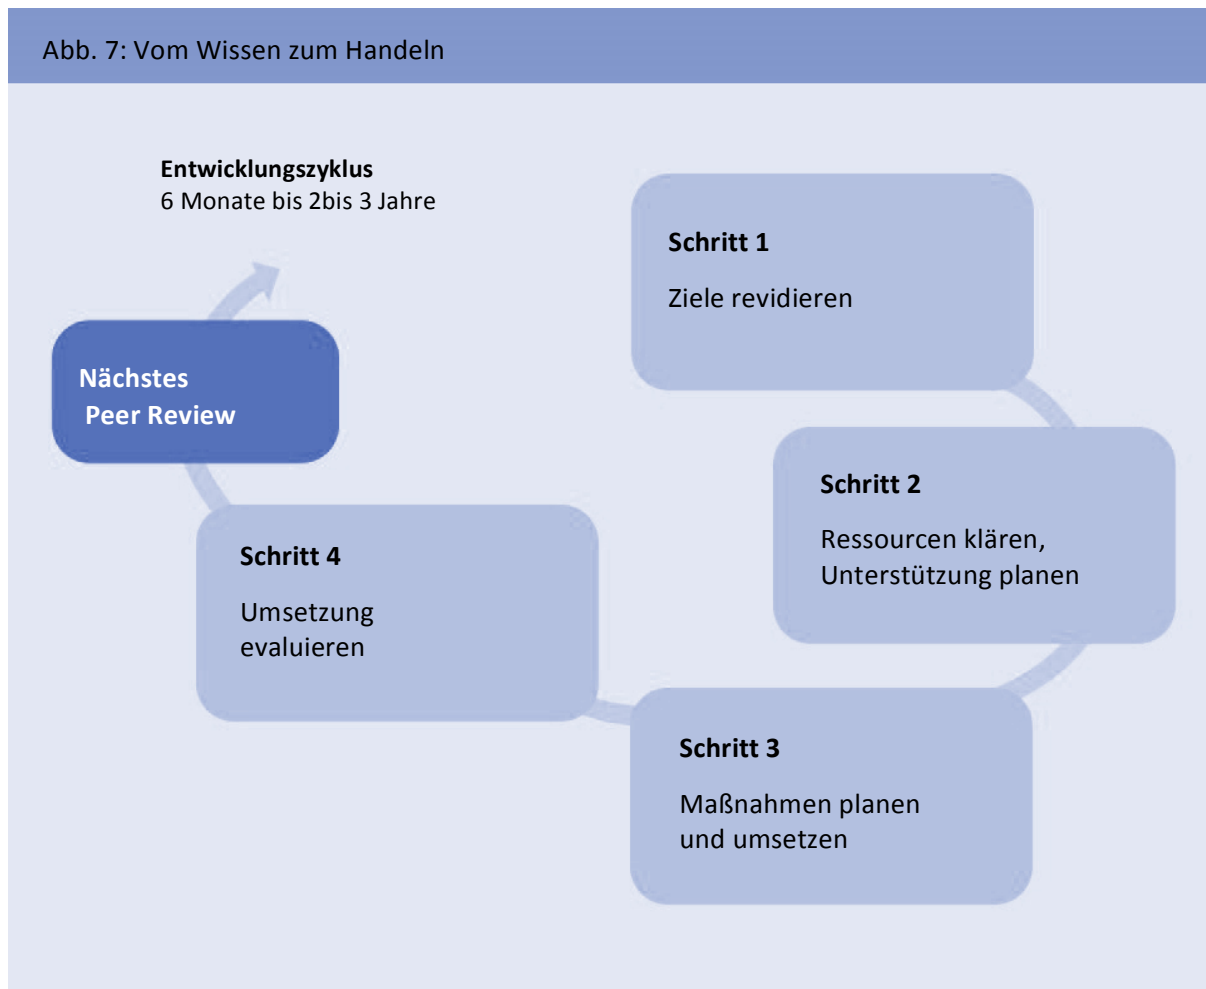 Abb. 7: Vom Wissen zum Handeln
Entwicklungszyklus
6 Monate bis 2bis 3 Jahre
Schritt 1
Ziele revidieren
Schritt 2
Ressourcen klären,
Unterstützung planen
Schritt 3
Maßnahmen planen
und umsetzen
Schritt 4
Umsetzung
evaluieren
Nächstes
Peer Review